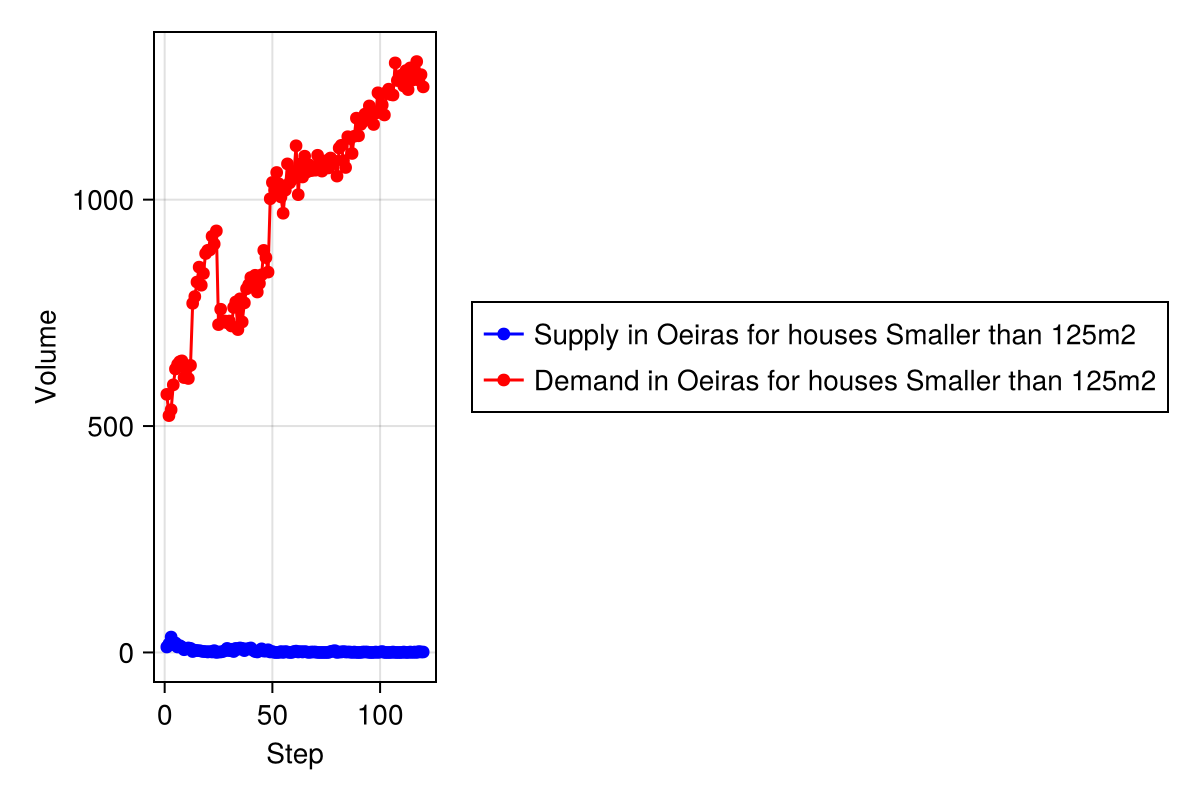 1000
500
0
Volume
0 50 100
Step
Supply in Oeiras for houses Smaller than 125m2
Demand in Oeiras for houses Smaller than 125m2